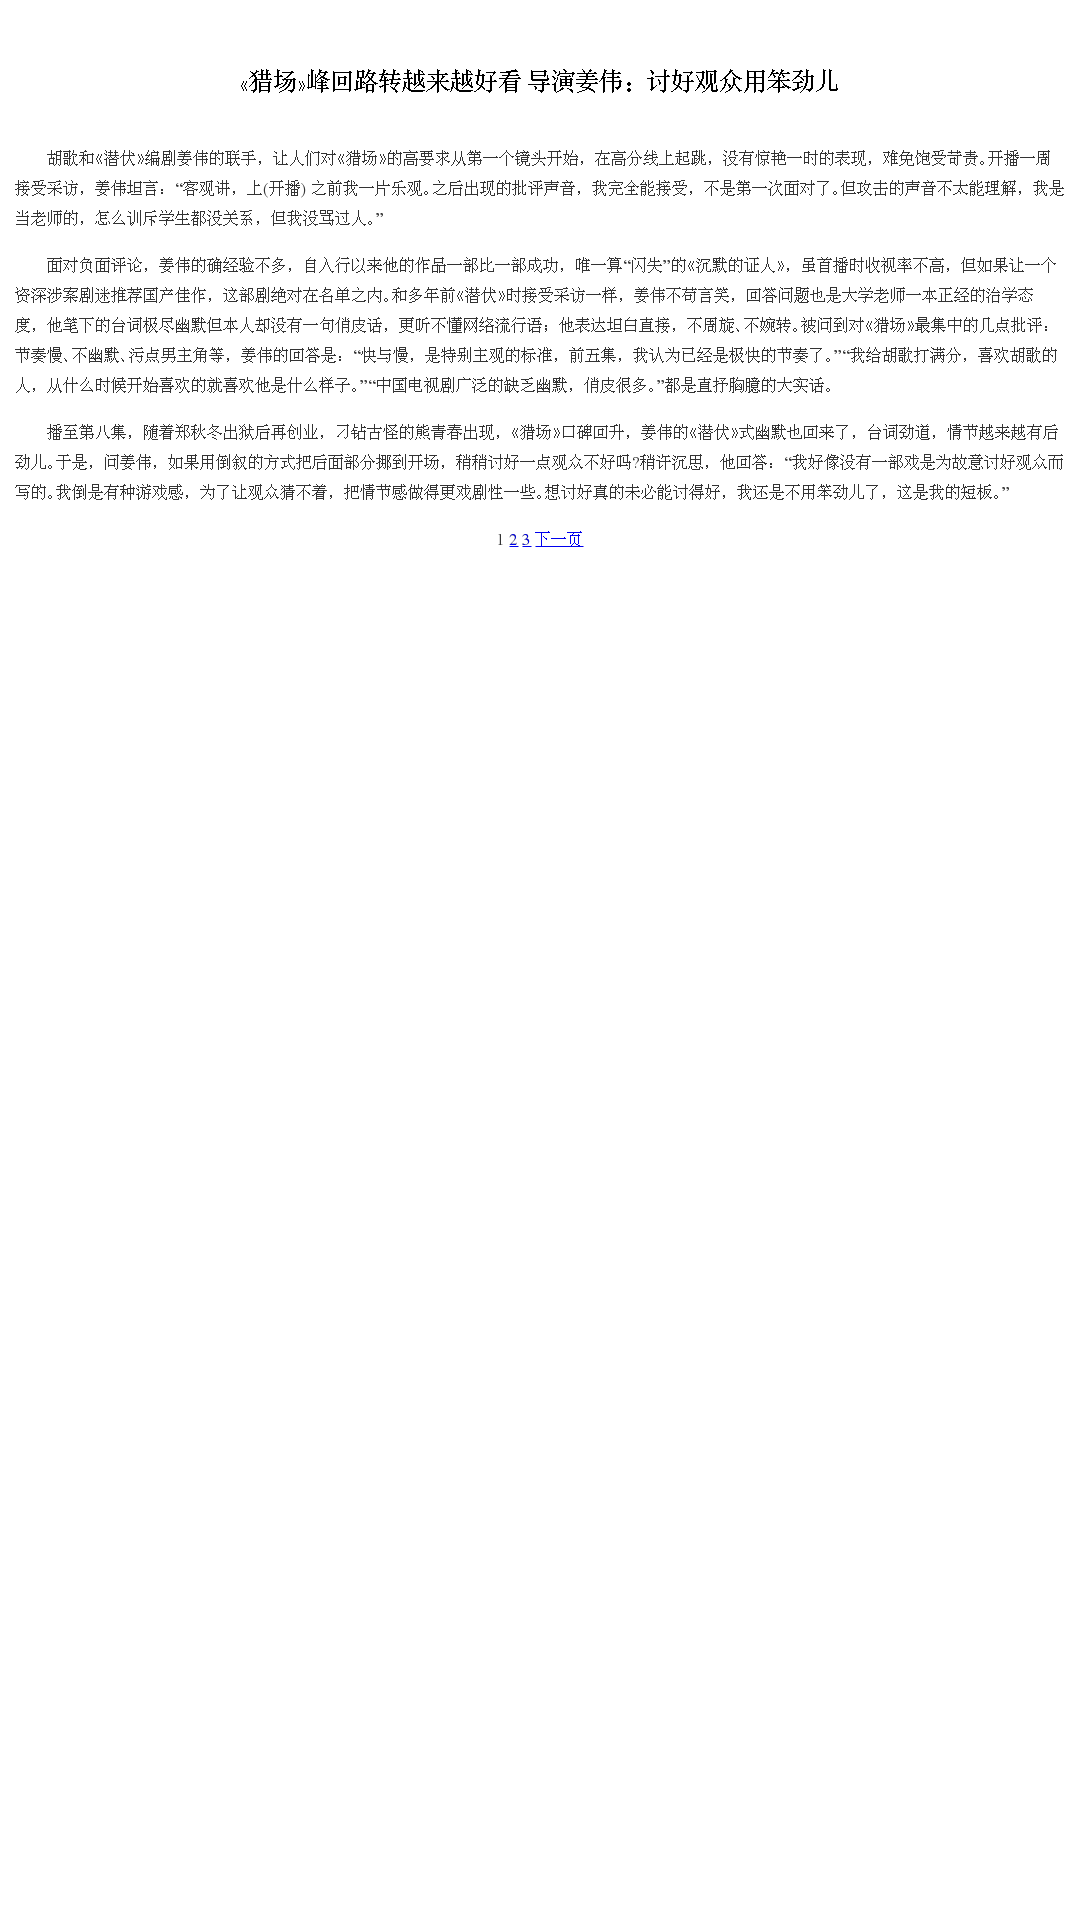 《猎场》峰回路转越来越好看 导演姜伟：讨好观众用笨劲儿
胡歌和《潜伏》编剧姜伟的联手，让人们对《猎场》的高要求从第一个镜头开始，在高分线上起跳，没有惊艳一时的表现，难免饱受苛责。开播一周
接受采访，姜伟坦言：“客观讲，上(开播) 之前我一片乐观。之后出现的批评声音，我完全能接受，不是第一次面对了。但攻击的声音不太能理解，我是
当老师的，怎么训斥学生都没关系，但我没骂过人。”
面对负面评论，姜伟的确经验不多，自入行以来他的作品一部比一部成功，唯一算“闪失”的《沉默的证人》，虽首播时收视率不高，但如果让一个
资深涉案剧迷推荐国产佳作，这部剧绝对在名单之内。和多年前《潜伏》时接受采访一样，姜伟不苟言笑，回答问题也是大学老师一本正经的治学态
度，他笔下的台词极尽幽默但本人却没有一句俏皮话，更听不懂网络流行语；他表达坦白直接，不周旋、不婉转。被问到对《猎场》最集中的几点批评：
节奏慢、不幽默、污点男主角等，姜伟的回答是：“快与慢，是特别主观的标准，前五集，我认为已经是极快的节奏了。”“我给胡歌打满分，喜欢胡歌的
人，从什么时候开始喜欢的就喜欢他是什么样子。”“中国电视剧广泛的缺乏幽默，俏皮很多。”都是直抒胸臆的大实话。
播至第八集，随着郑秋冬出狱后再创业，刁钻古怪的熊青春出现，《猎场》口碑回升，姜伟的《潜伏》式幽默也回来了，台词劲道，情节越来越有后
劲儿。于是，问姜伟，如果用倒叙的方式把后面部分挪到开场，稍稍讨好一点观众不好吗?稍许沉思，他回答：“我好像没有一部戏是为故意讨好观众而
写的。我倒是有种游戏感，为了让观众猜不着，把情节感做得更戏剧性一些。想讨好真的未必能讨得好，我还是不用笨劲儿了，这是我的短板。”
1 2 3 下一页